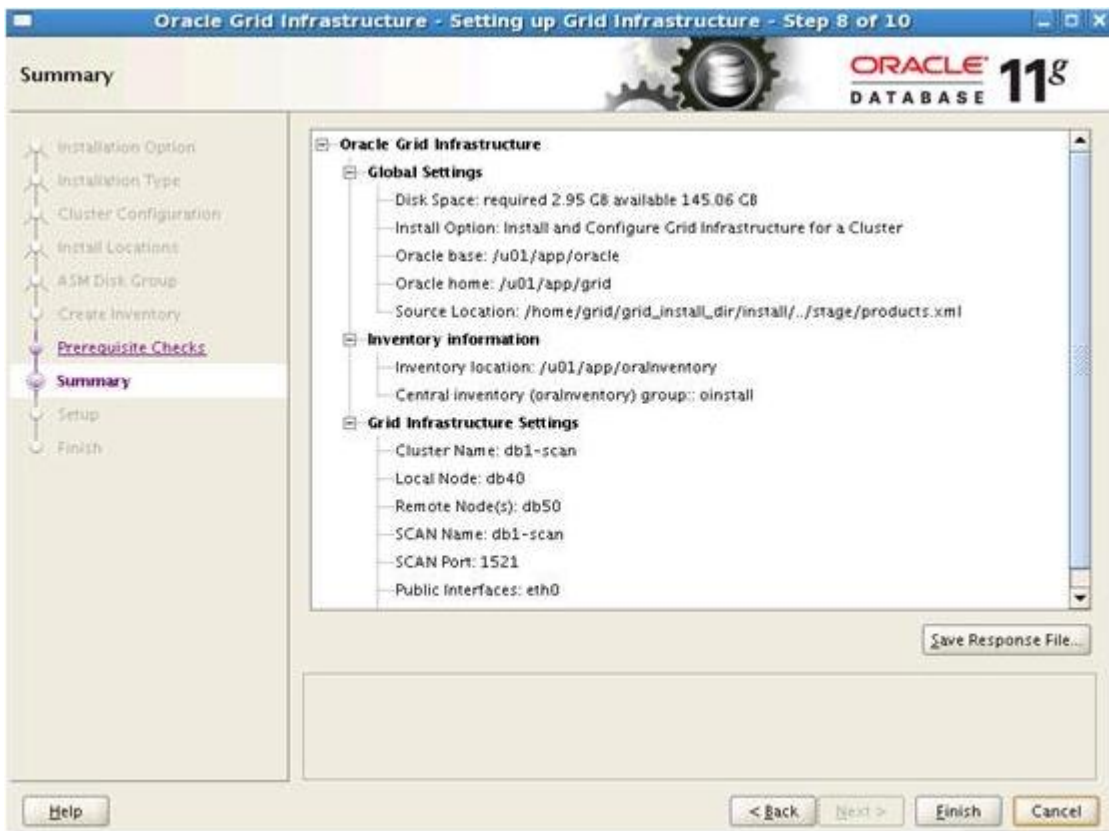 Oracle Grid Infrastructure - Setting up Grid Infrastructure - Step 8 of 10
Summary
ORACLE
DATABASE
11g
Installation Option
Installation Type
Cluster Configuration
Install Locations
ASM Disk Group
Create Inventory
Prerequisite Checks
Summary
Setup
Finish
Oracle Grid Infrastructure
Global Settings
Disk Space: required 2.95 GB available 145.06 GB
Install Option: Install and Configure Grid Infrastructure for a Cluster
Oracle base: /u01/app/oracle
Oracle home: /u01/app/grid
Source Location: /home/grid/grid_install_dir/install/../stage/products.xml
Inventory information
Inventory location: /u01/app/oraInventory
Central inventory (oraInventory) group:: oinstall
Grid Infrastructure Settings
Cluster Name: db1-scan
Local Node: db40
Remote Node(s): db50
SCAN Name: db1-scan
SCAN Port: 1521
Public Interfaces: eth0
Save Response File...
Help
< Back
Next >
Finish
Cancel